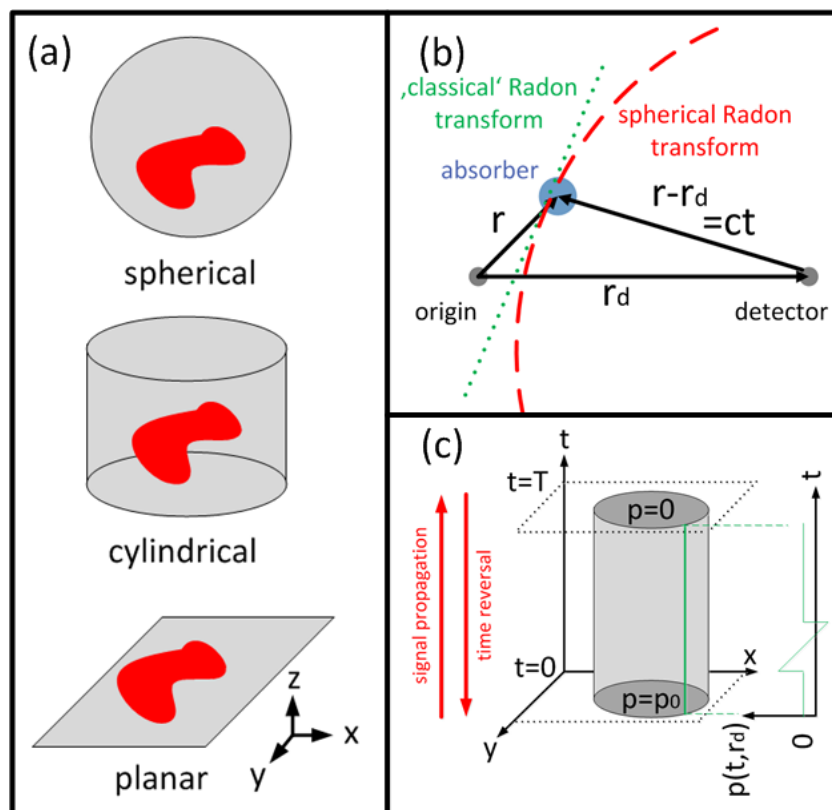 (a)
spherical
cylindrical
planar
z
x
y
(b)
‚classical‘ Radon
transform
spherical Radon
transform
absorber
r
r-rd
=ct
rd
origin
detector
(c)
t
t=T
p=0
signal propagation
time reversal
t=0
x
p=p0
y
t
0
p(t,rd)